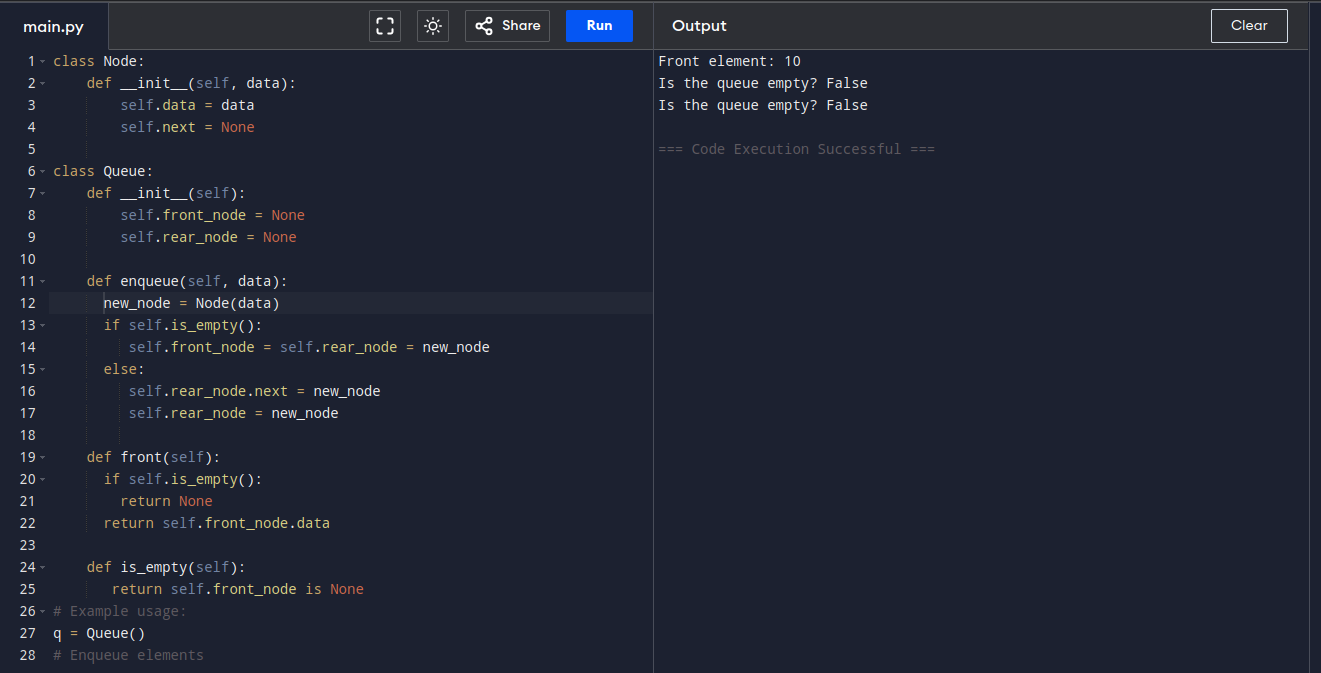 main.py
Share
Run
Output
Clear
1 class Node:
2     def __init__(self, data):
3         self.data = data
4         self.next = None
5
6 class Queue:
7     def __init__(self):
8         self.front_node = None
9         self.rear_node = None
10
11     def enqueue(self, data):
12       new_node = Node(data)
13       if self.is_empty():
14          self.front_node = self.rear_node = new_node
15       else:
16          self.rear_node.next = new_node
17          self.rear_node = new_node
18
19     def front(self):
20       if self.is_empty():
21         return None
22       return self.front_node.data
23
24     def is_empty(self):
25        return self.front_node is None
26 # Example usage:
27 q = Queue()
28 # Enqueue elements
Front element: 10
Is the queue empty? False
Is the queue empty? False
=== Code Execution Successful ===